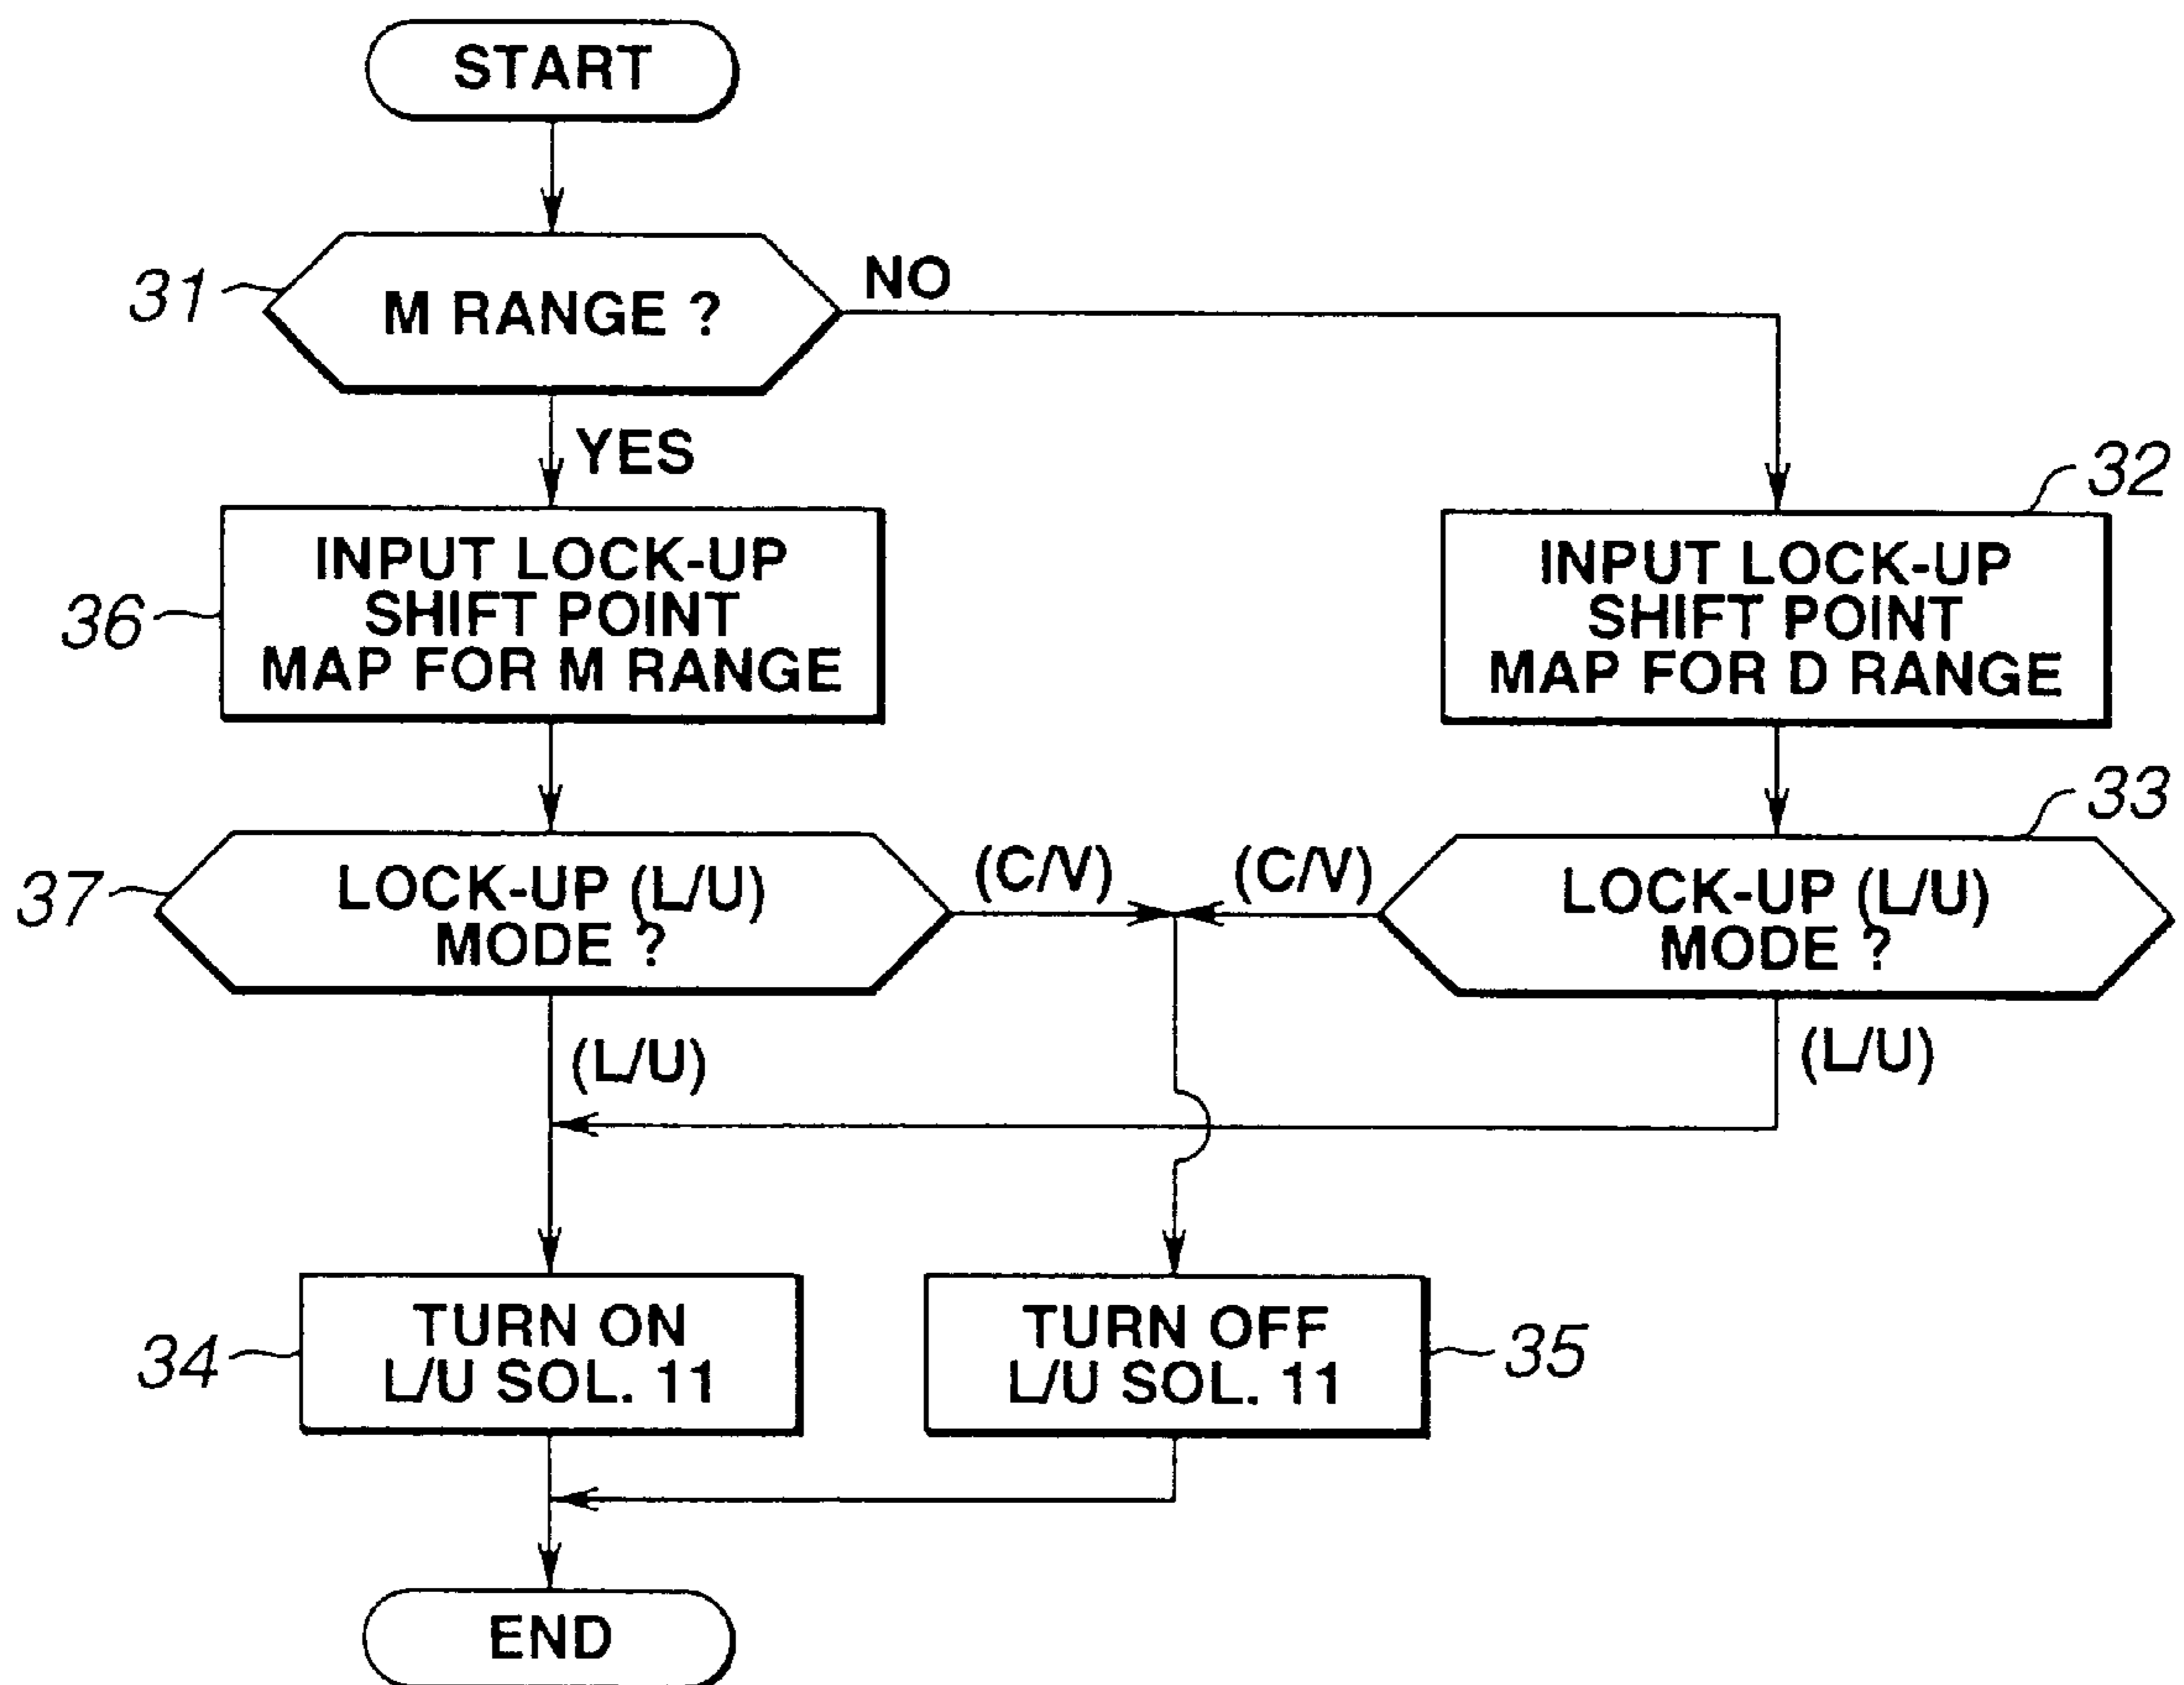 START
31
M RANGE ?
NO
YES
32
36
INPUT LOCK-UP
SHIFT POINT
MAP FOR M RANGE
INPUT LOCK-UP
SHIFT POINT
MAP FOR D RANGE
33
37
LOCK-UP (L/U)
MODE ?
(C/V)
(C/V)
LOCK-UP (L/U)
MODE ?
(L/U)
(L/U)
34
TURN ON
L/U SOL. 11
TURN OFF
L/U SOL. 11
35
END